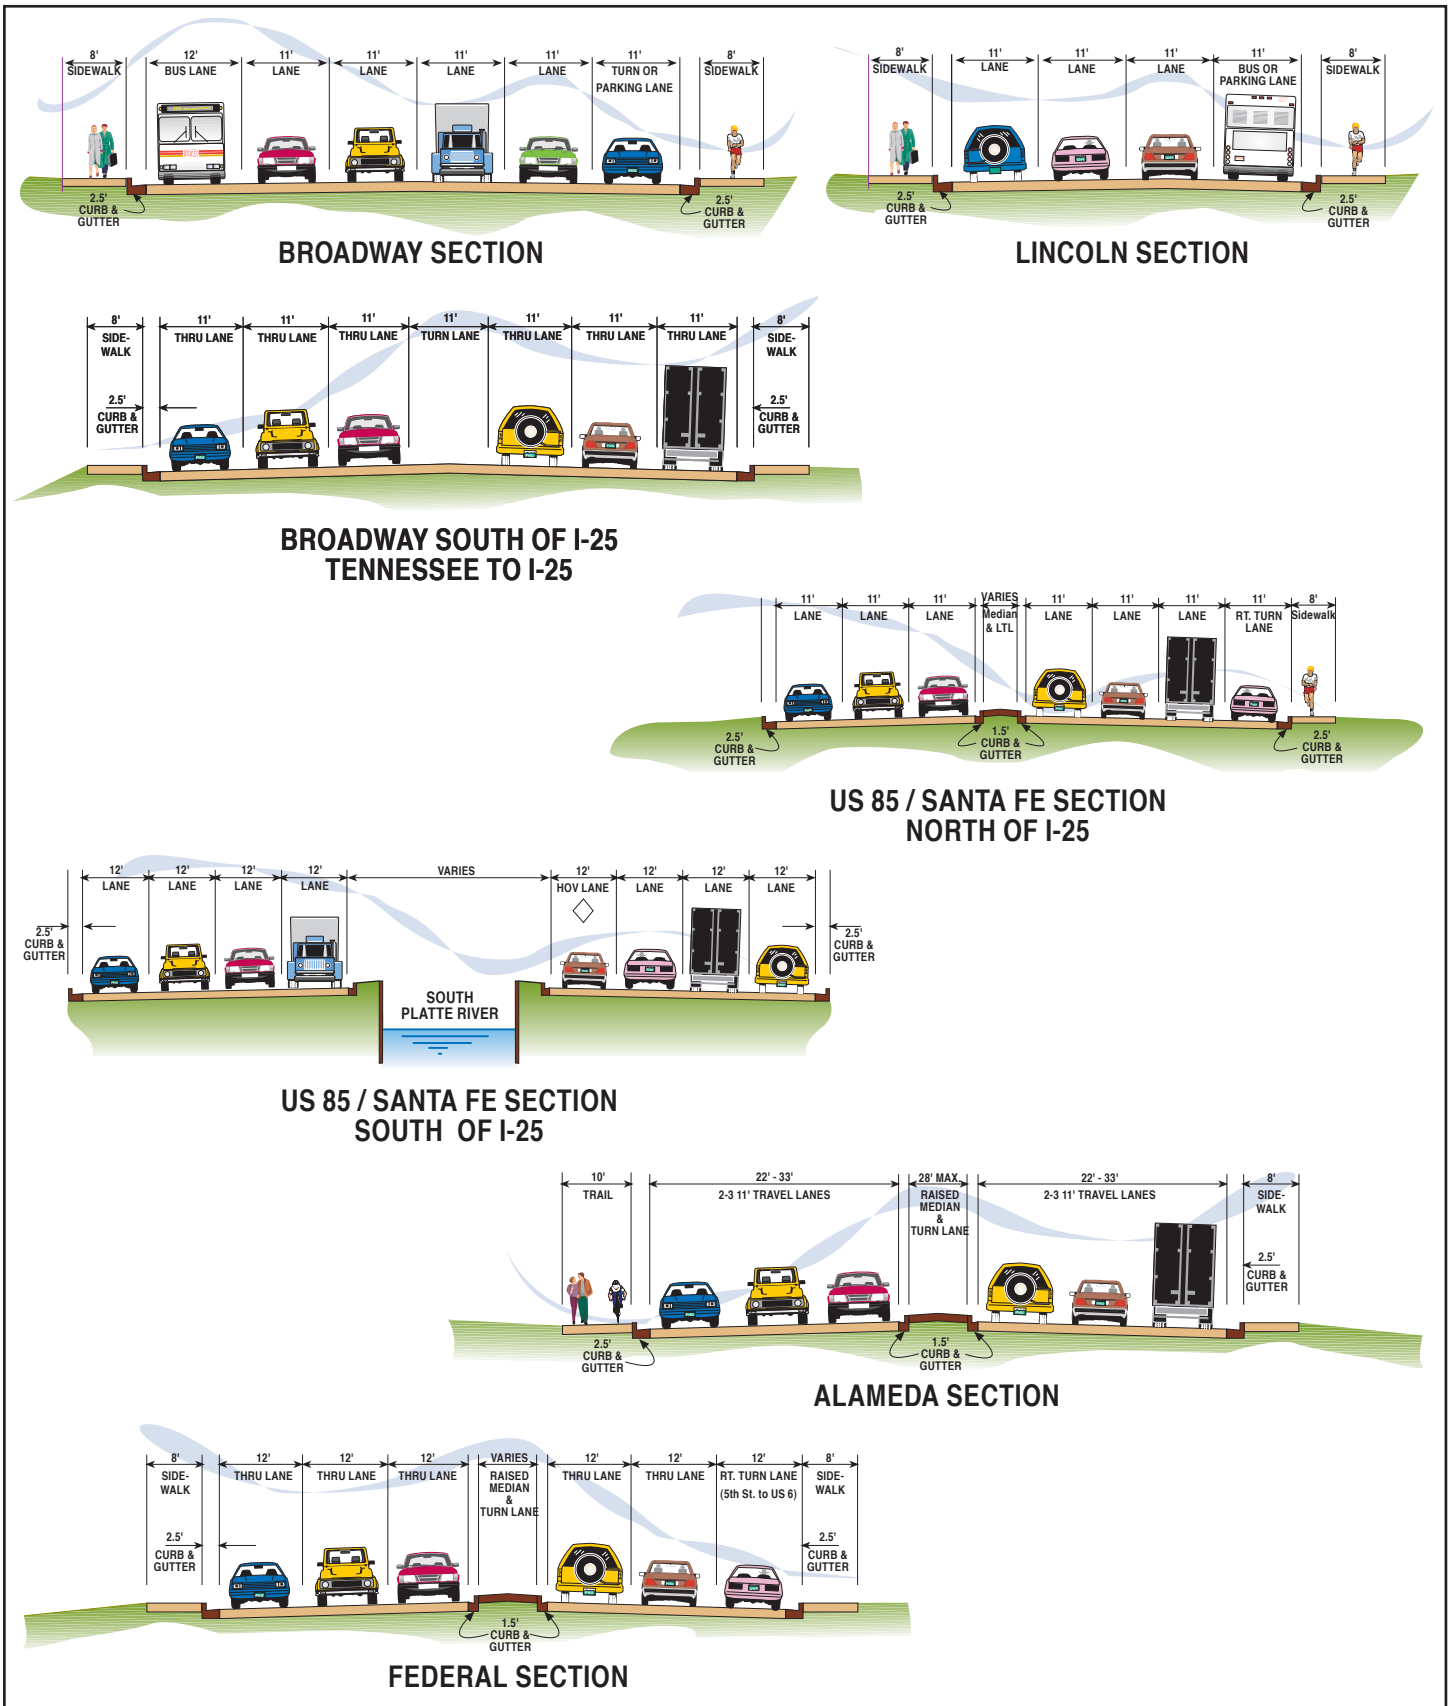 8' 12' 11' 11' 11' 11' 11' 8'
SIDEWALK BUS LANE LANE LANE LANE LANE TURN OR SIDEWALK
PARKING LANE
2.5'
CURB &
GUTTER
2.5'
CURB &
GUTTER
BROADWAY SECTION
8' 11' 11' 11' 11' 8'
SIDEWALK LANE LANE LANE BUS OR SIDEWALK
PARKING LANE
2.5'
CURB &
GUTTER
2.5'
CURB &
GUTTER
LINCOLN SECTION
8' 11' 11' 11' 11' 11' 11' 11' 8'
SIDE- THRU LANE THRU LANE THRU LANE TURN LANE THRU LANE THRU LANE THRU LANE SIDE-
WALK WALK
2.5'
CURB &
GUTTER
2.5'
CURB &
GUTTER
BROADWAY SOUTH OF I-25
TENNESSEE TO I-25
11' 11' 11' VARIES 11' 11' 11' 11' 8'
LANE LANE LANE Median LANE LANE LANE RT. TURN Sidewalk
& LTL LANE
2.5'
CURB &
GUTTER
1.5'
CURB &
GUTTER
2.5'
CURB &
GUTTER
US 85 / SANTA FE SECTION
NORTH OF I-25
12' 12' 12' 12' VARIES 12' 12' 12' 12'
LANE LANE LANE LANE HOV LANE LANE LANE LANE
2.5'
CURB &
GUTTER
2.5'
CURB &
GUTTER
SOUTH
PLATTE RIVER
US 85 / SANTA FE SECTION
SOUTH OF I-25
10' 22' - 33' 28' MAX. 22' - 33' 8'
TRAIL 2-3 11' TRAVEL LANES RAISED 2-3 11' TRAVEL LANES SIDE-
MEDIAN WALK
&
TURN LANE
2.5'
CURB &
GUTTER
2.5'
CURB &
GUTTER
1.5'
CURB &
GUTTER
ALAMEDA SECTION
8' 12' 12' 12' VARIES 12' 12' 12' 8'
SIDE- THRU LANE THRU LANE THRU LANE RAISED THRU LANE THRU LANE RT. TURN LANE SIDE-
WALK MEDIAN (5th St. to US 6) WALK
&
TURN LANE
2.5'
CURB &
GUTTER
2.5'
CURB &
GUTTER
1.5'
CURB &
GUTTER
FEDERAL SECTION